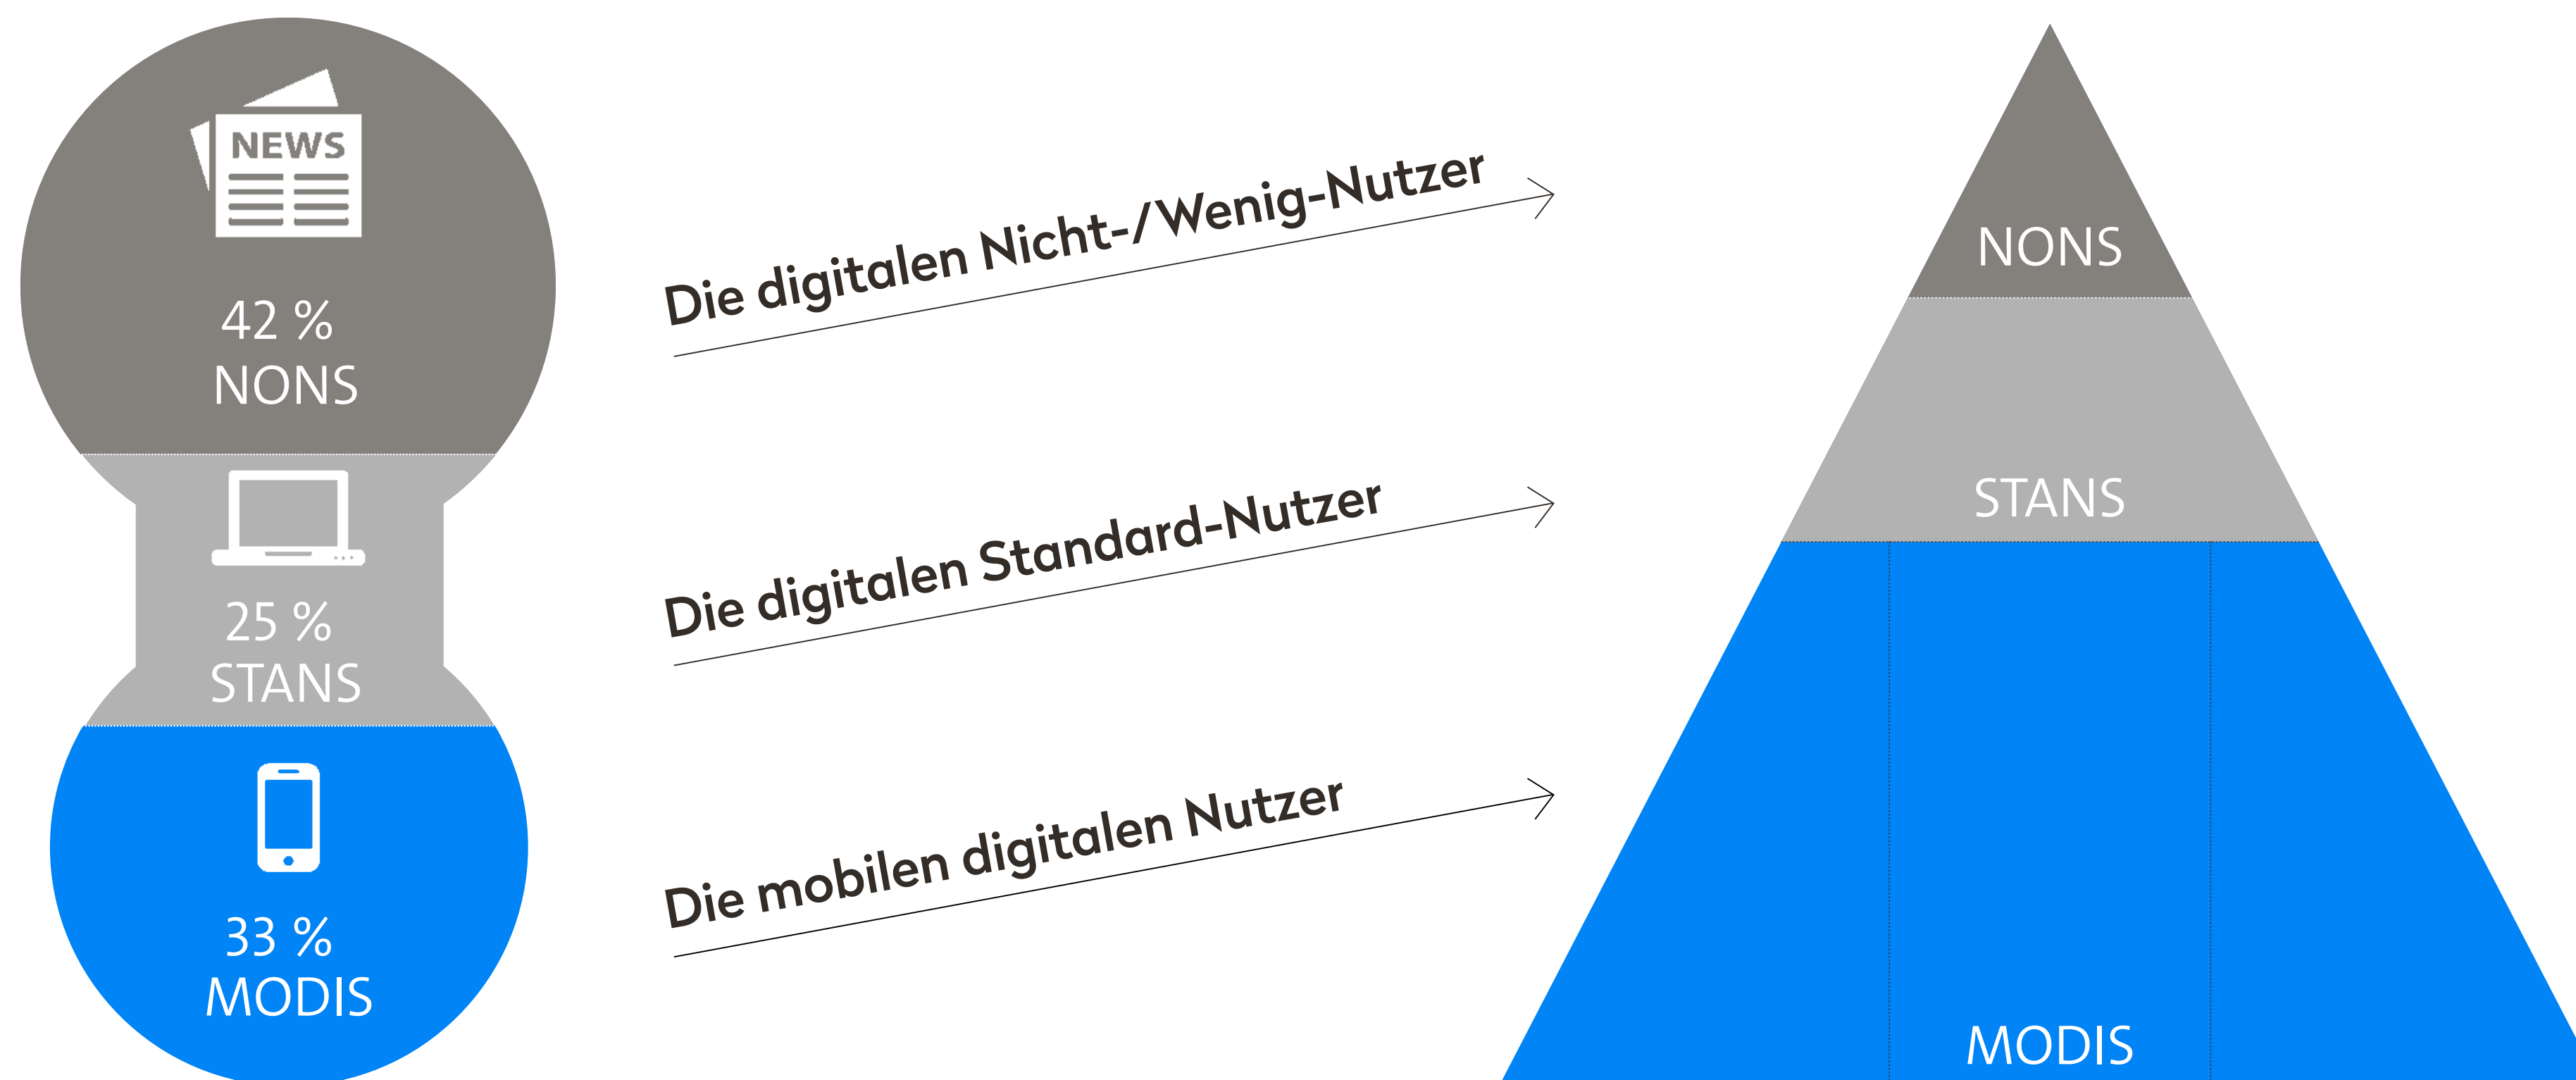 NEWS
42 %
NONS
Die digitalen Nicht-/Wenig-Nutzer
NONS
25 %
STANS
Die digitalen Standard-Nutzer
STANS
33 %
MODIS
Die mobilen digitalen Nutzer
MODIS